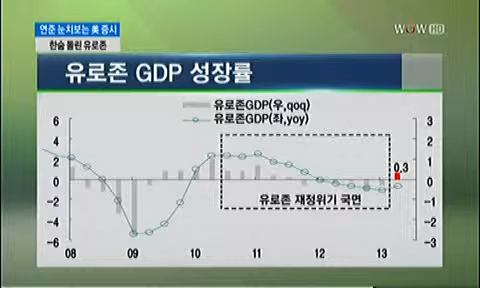 연준 눈치보는 美 증시
한숨 돌린 유로존
WOW HD
유로존 GDP 성장률
유로존GDP(우,qoq)
유로존GDP(좌,yoy)
6
4
2
0
-2
-4
-6
3
2
1
0
-1
-2
-3
0.3
유로존 재정위기 국면
08 09 10 11 12 13